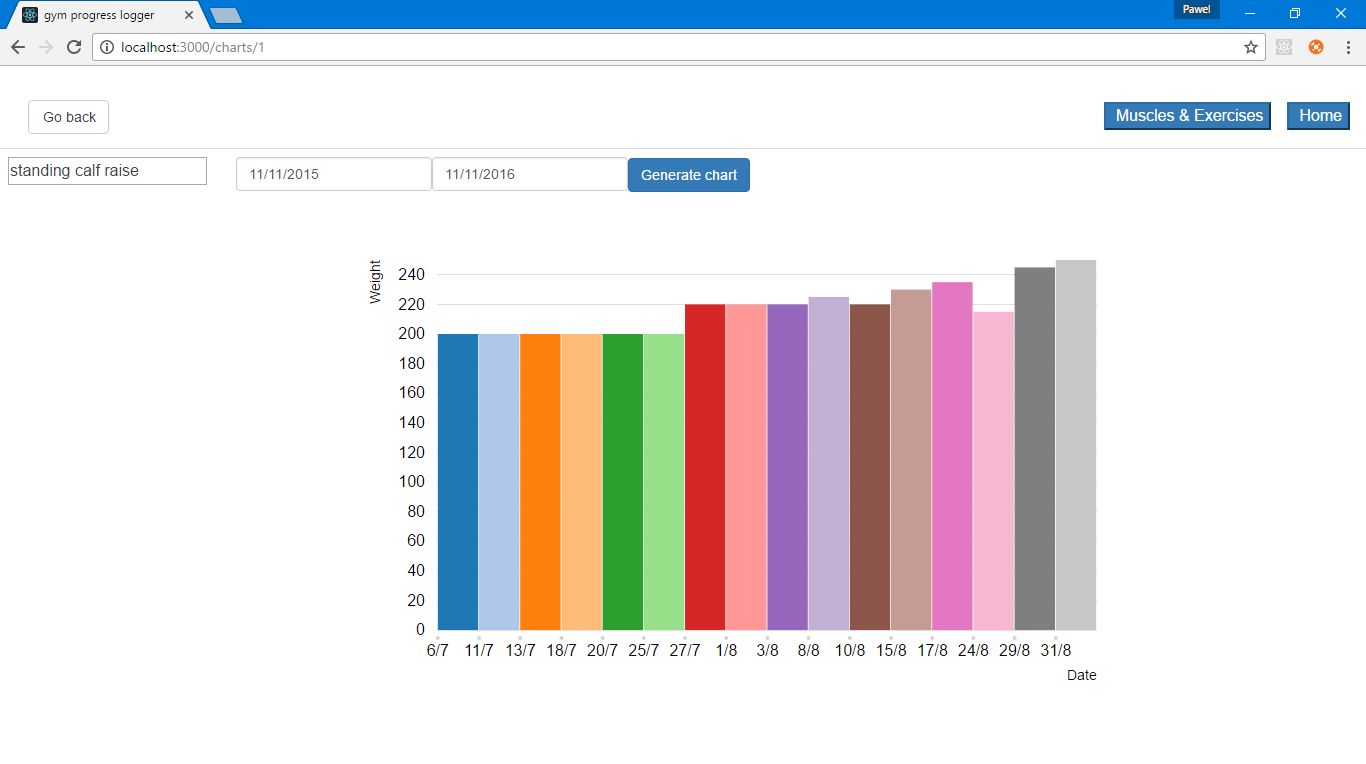 gym progress logger
Pawel
localhost:3000/charts/1
Go back
Muscles & Exercises
Home
standing calf raise
11/11/2015
11/11/2016
Generate chart
Weight
240
220
200
180
160
140
120
100
80
60
40
20
0
6/7 11/7 13/7 18/7 20/7 25/7 27/7 1/8 3/8 8/8 10/8 15/8 17/8 24/8 29/8 31/8
Date